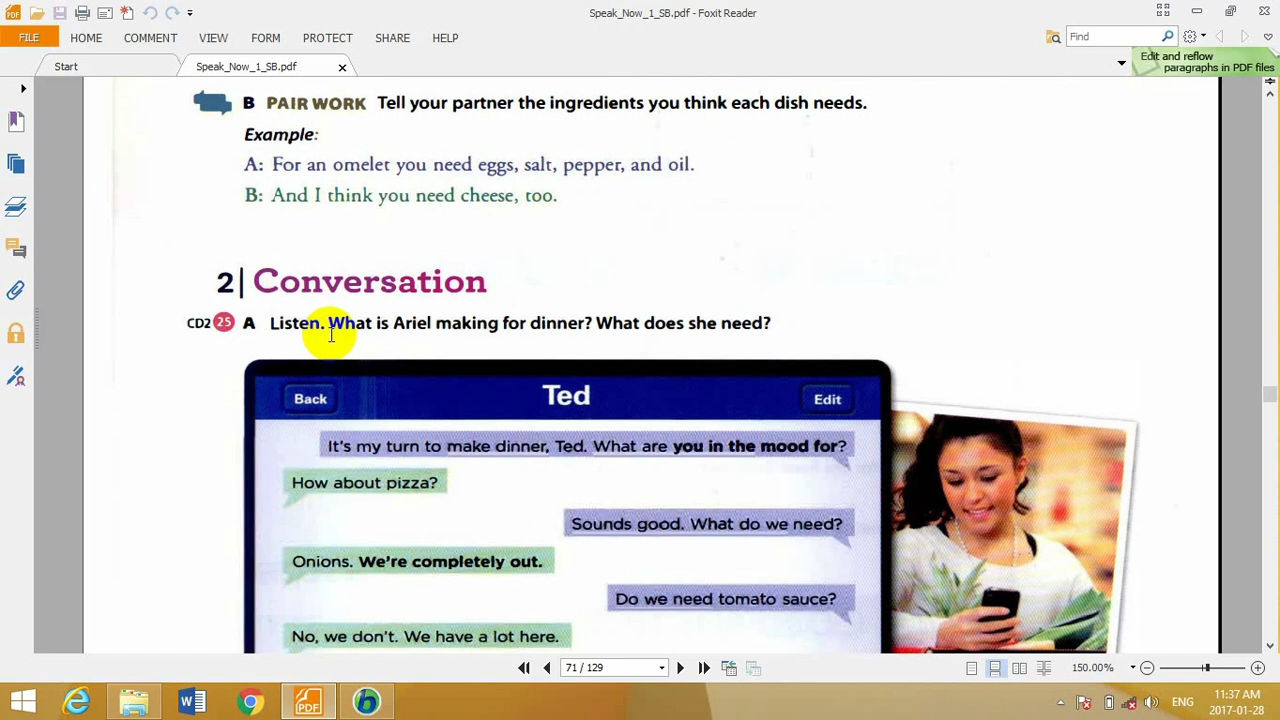 Speak_Now_1_SB.pdf - Foxit Reader
FILE HOME COMMENT VIEW FORM PROTECT SHARE HELP
Find
Edit and reflow
paragraphs in PDF files
Start Speak_Now_1_SB.pdf
B PAIR WORK Tell your partner the ingredients you think each dish needs.
Example:
A: For an omelet you need eggs, salt, pepper, and oil.
B: And I think you need cheese, too.
2| Conversation
CD2 25 A Listen. What is Ariel making for dinner? What does she need?
Back Ted Edit
It's my turn to make dinner, Ted. What are you in the mood for?
How about pizza?
Sounds good. What do we need?
Onions. We're completely out.
Do we need tomato sauce?
No, we don't. We have a lot here.
71 / 129
150.00%
PDF
ENG
11:37 AM
2017-01-28